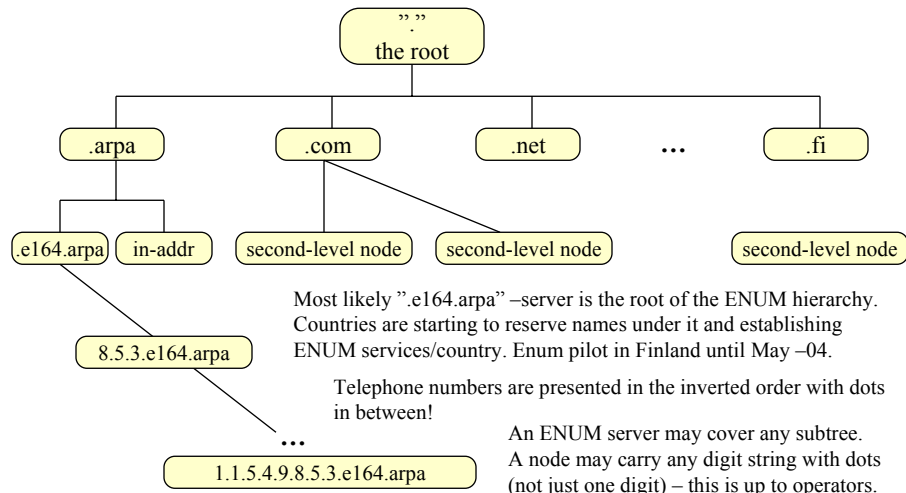 ”.”
the root
.arpa
.com
.net
...
.fi
.e164.arpa
in-addr
second-level node
second-level node
second-level node
Most likely ”.e164.arpa” –server is the root of the ENUM hierarchy.
Countries are starting to reserve names under it and establishing
ENUM services/country. Enum pilot in Finland until May –04.
8.5.3.e164.arpa
Telephone numbers are presented in the inverted order with dots
in between!
...
An ENUM server may cover any subtree.
A node may carry any digit string with dots
(not just one digit) – this is up to operators.
1.1.5.4.9.8.5.3.e164.arpa